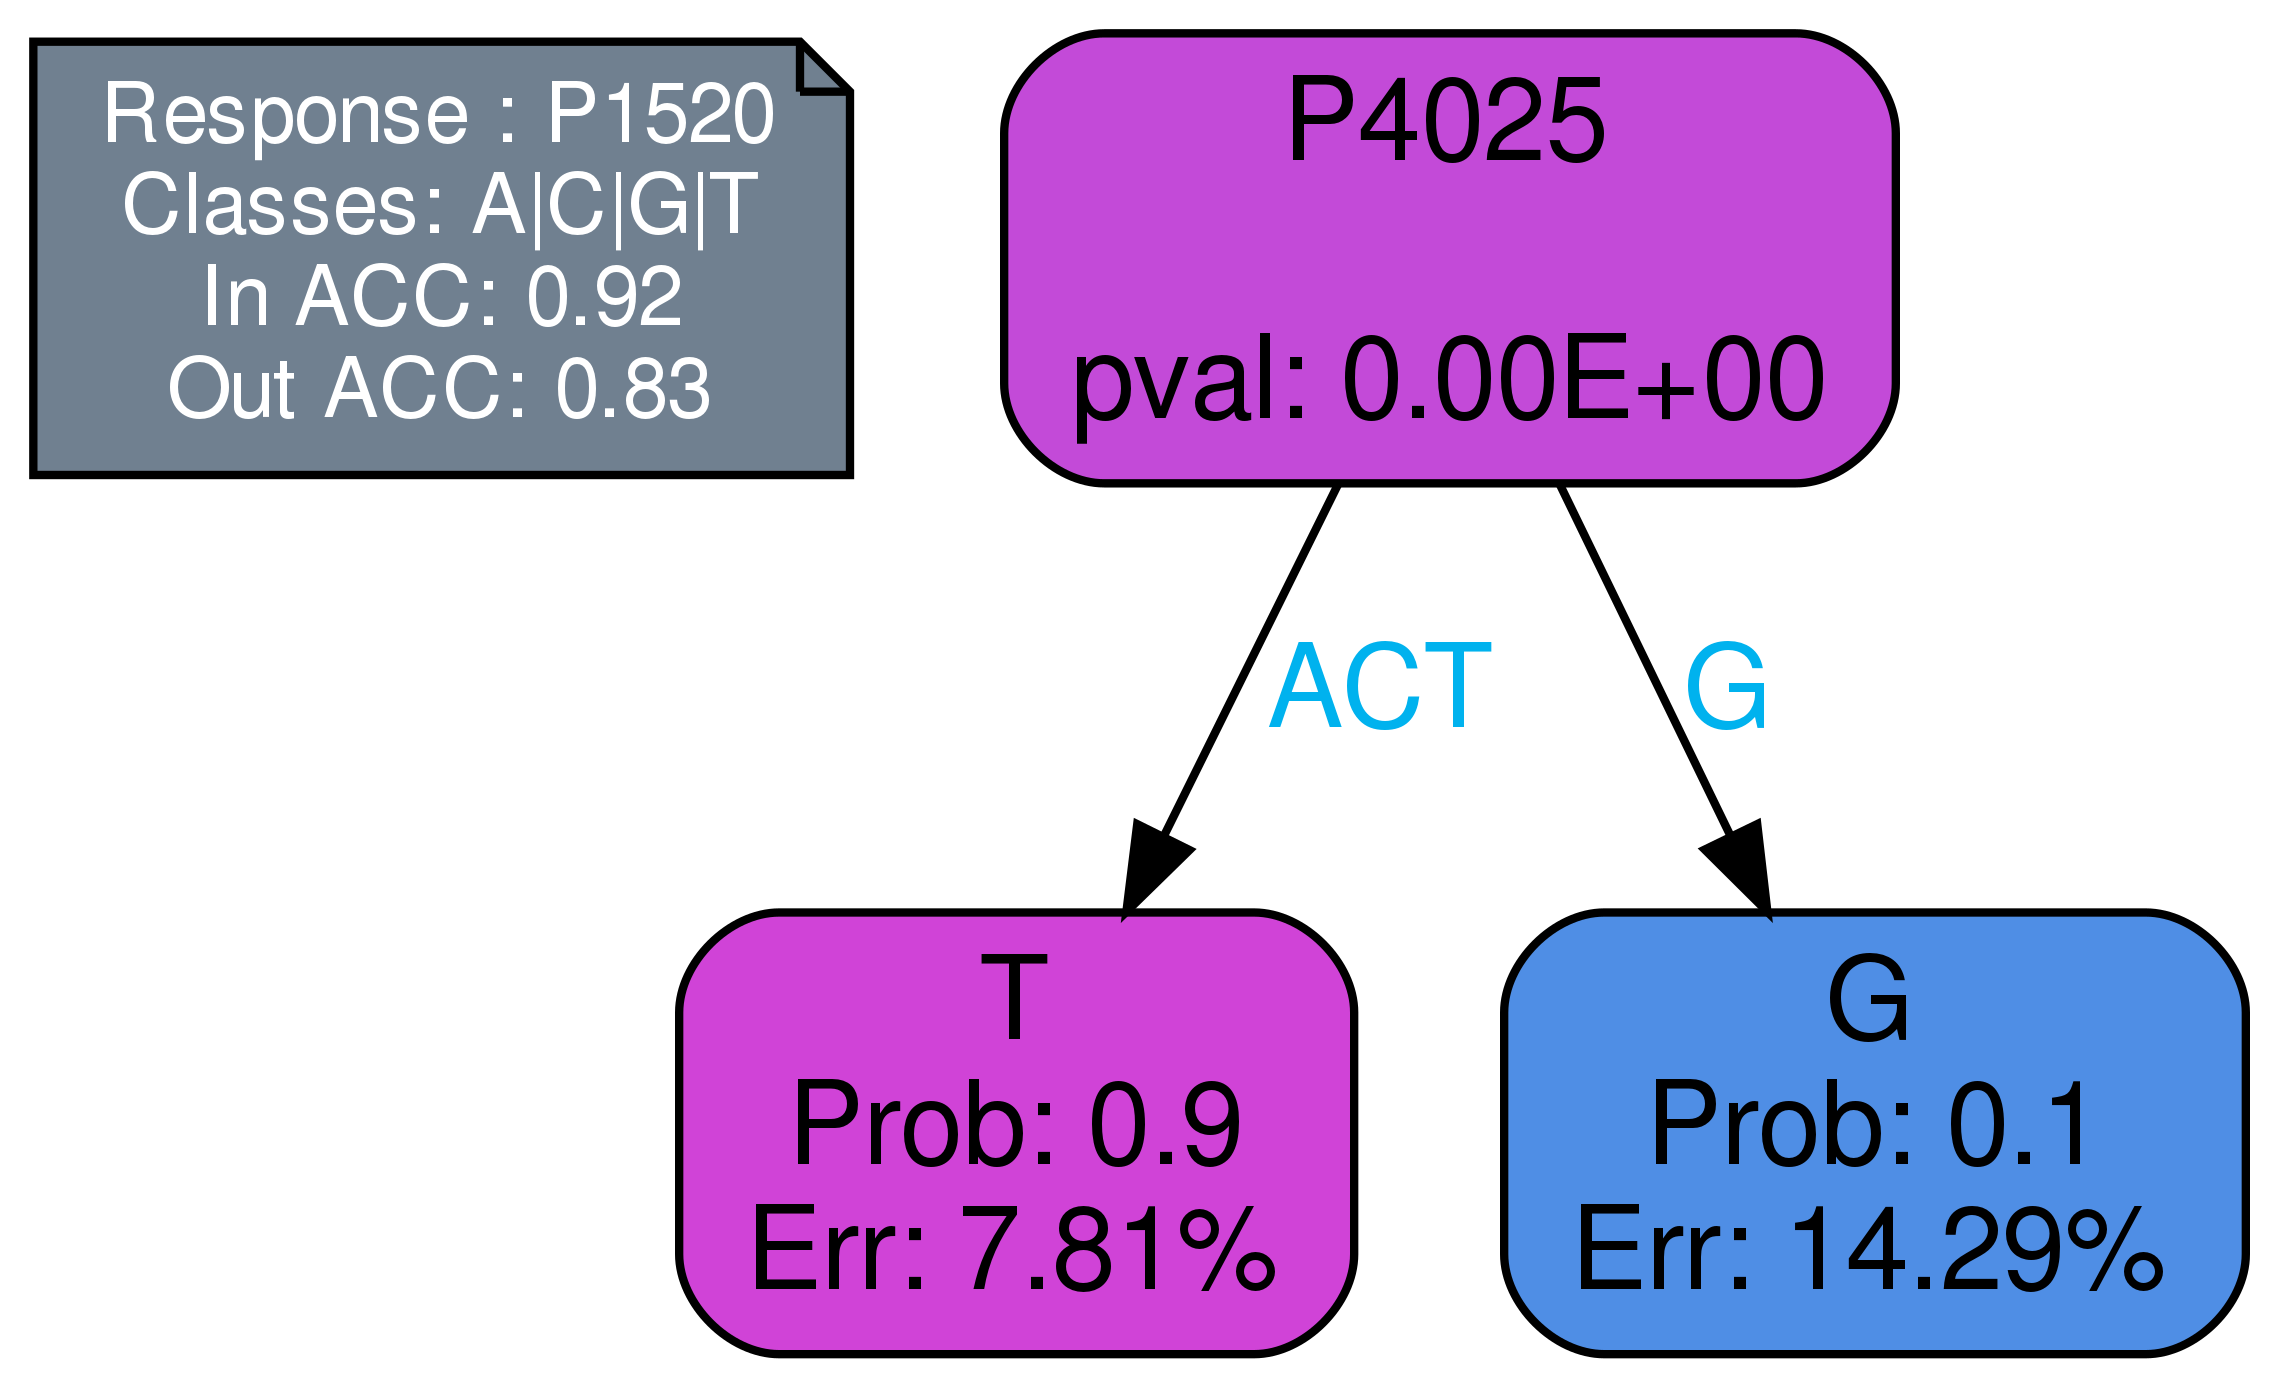 Response : P1520
Classes: A|C|G|T
In ACC: 0.92
Out ACC: 0.83
P4025
pval: 0.00E+00
ACT
G
T
Prob: 0.9
Err: 7.81%
G
Prob: 0.1
Err: 14.29%